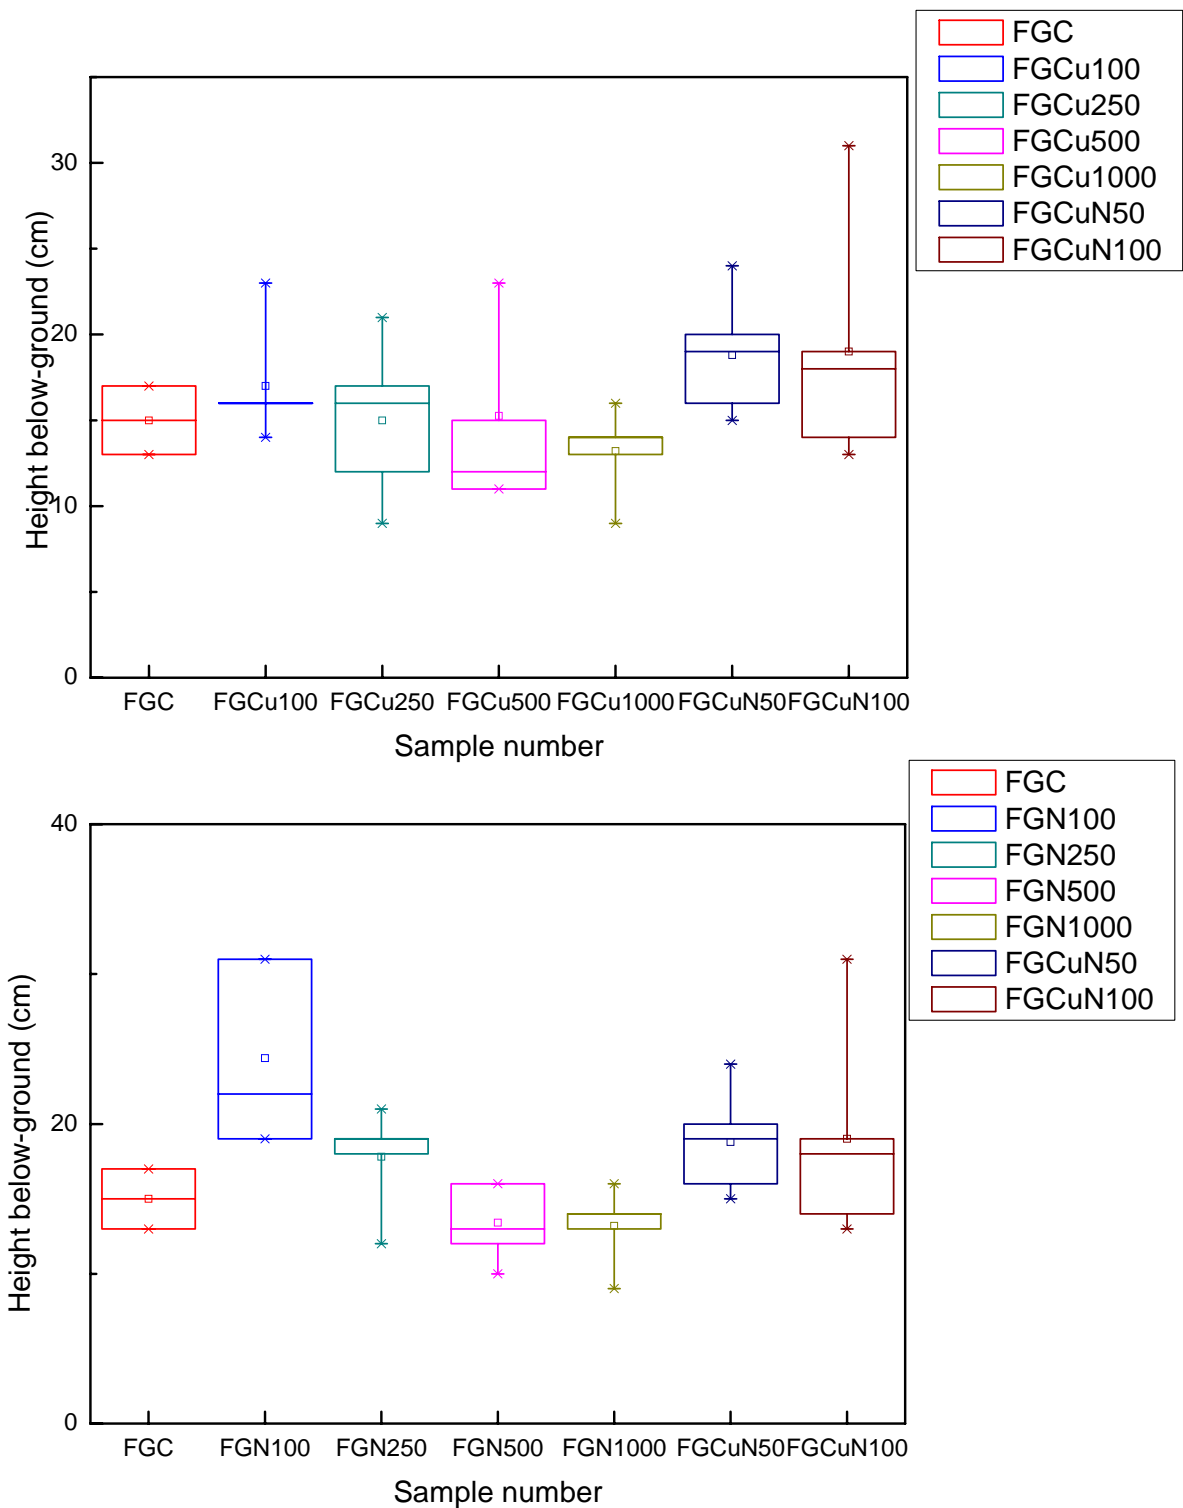 FGC
FGCu100
FGCu250
FGCu500
FGCu1000
FGCuN50
FGCuN100
Height below-ground (cm)
30
20
10
0
FGC FGCu100 FGCu250 FGCu500 FGCu1000 FGCuN50 FGCuN100
Sample number
FGC
FGN100
FGN250
FGN500
FGN1000
FGCuN50
FGCuN100
Height below-ground (cm)
40
20
0
FGC FGN100 FGN250 FGN500 FGN1000 FGCuN50 FGCuN100
Sample number